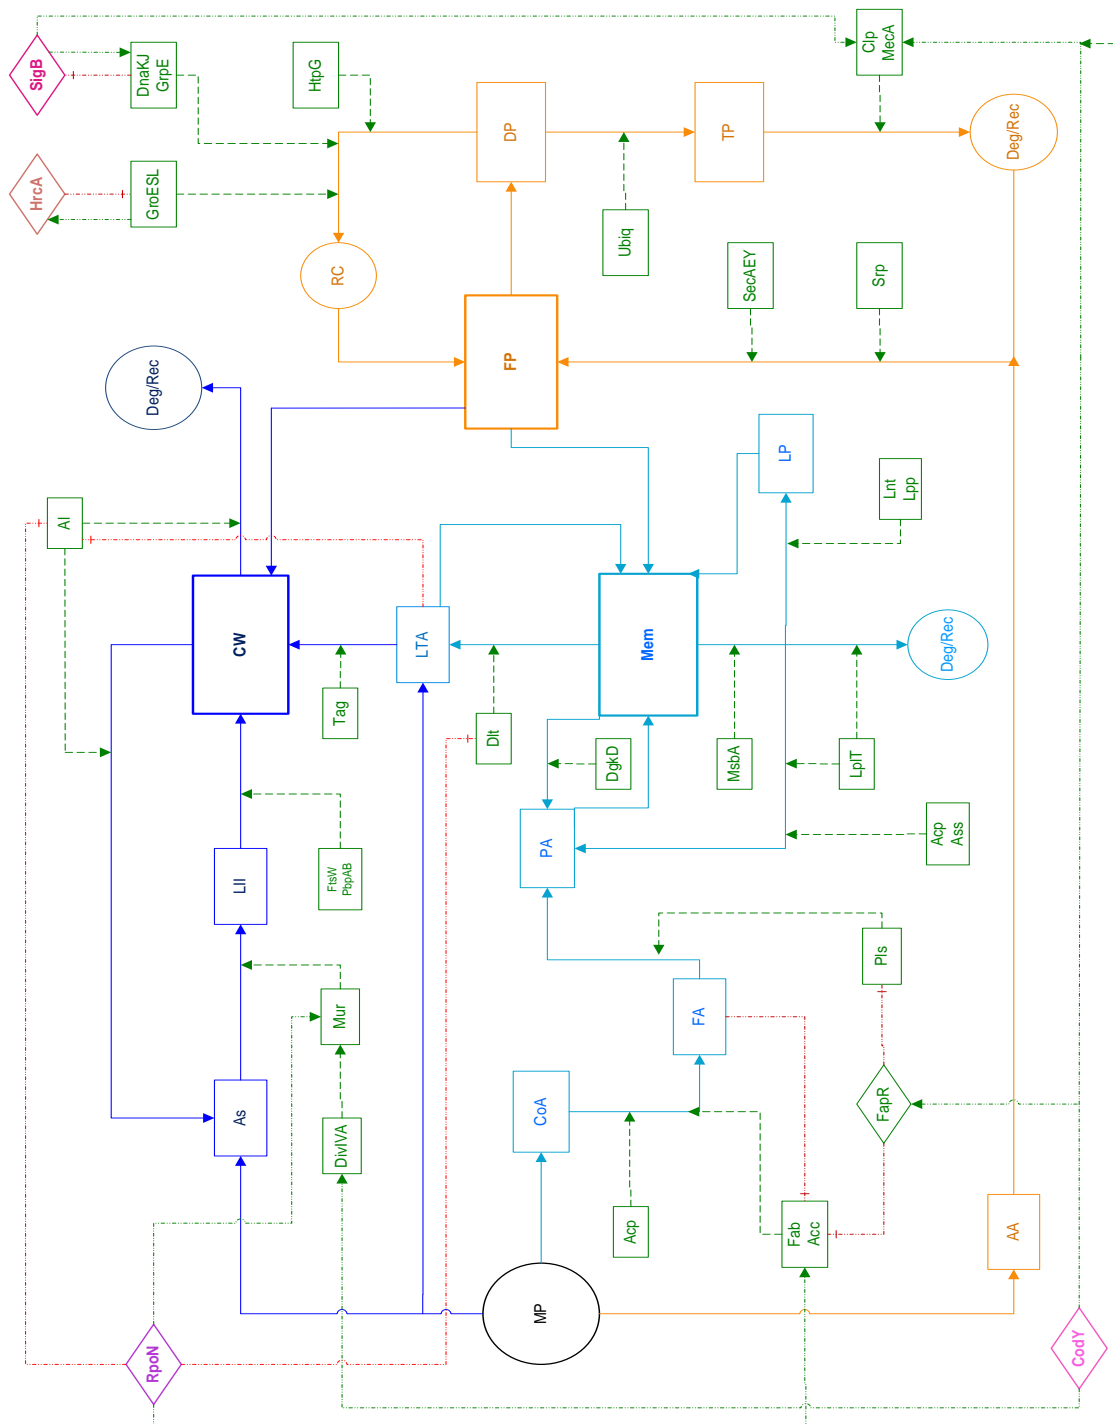 HrcA
SigB
Al
RpoN
Deg/Rec
GroESL
DnaKJ
GrpE
As
LII
CW
DivIVA
Mur
FtsW
PbpAB
Tag
RC
HtpG
LTA
Dlt
MP
CoA
PA
FP
DP
Acp
DgkD
Ubiq
FA
Mem
MsbA
SecAEY
TP
Fab
Acc
LP
FapR
Pls
LplT
Srp
Clp
MecA
Lnt
Lpp
Acp
Ass
Deg/Rec
AA
Deg/Rec
CodY